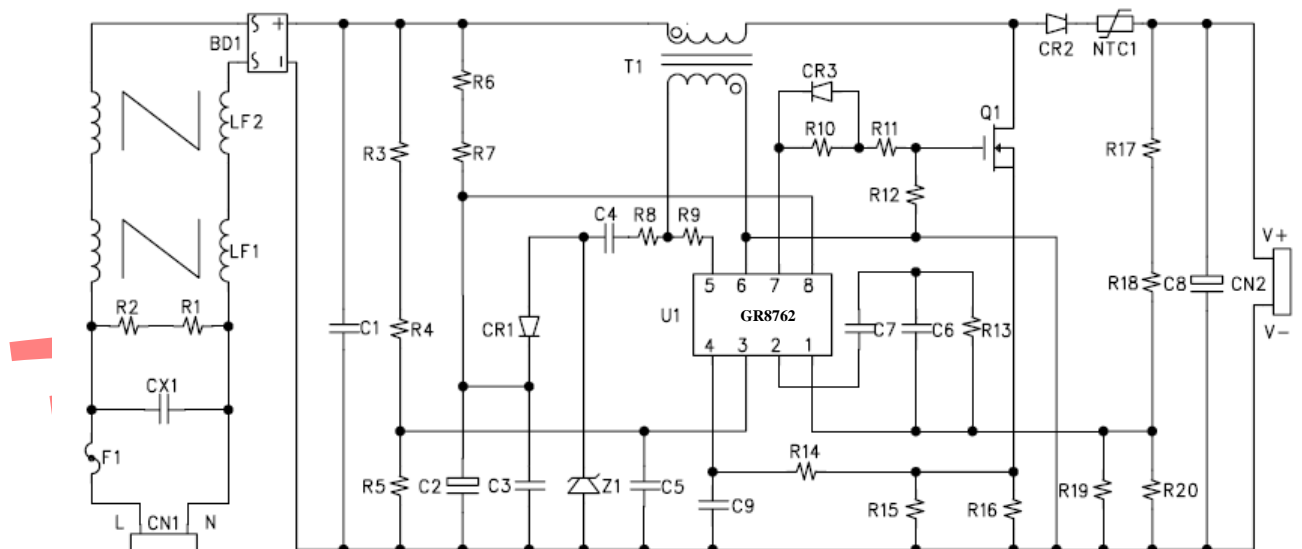 BD1
S +
S -
T1
CR2
NTC1
CR3
Q1
R6
LF2
R10
R11
R3
R7
R17
R12
C4
R8
R9
V+
LF1
5 6 7 8
R18
C8
CN2
R2
R1
U1
GR8762
C1
R4
CR1
C7
C6
R13
V-
4 3 2 1
CX1
F1
R14
R5
C2
C3
Z1
C5
C9
R15
R16
R19
R20
L
CN1
N